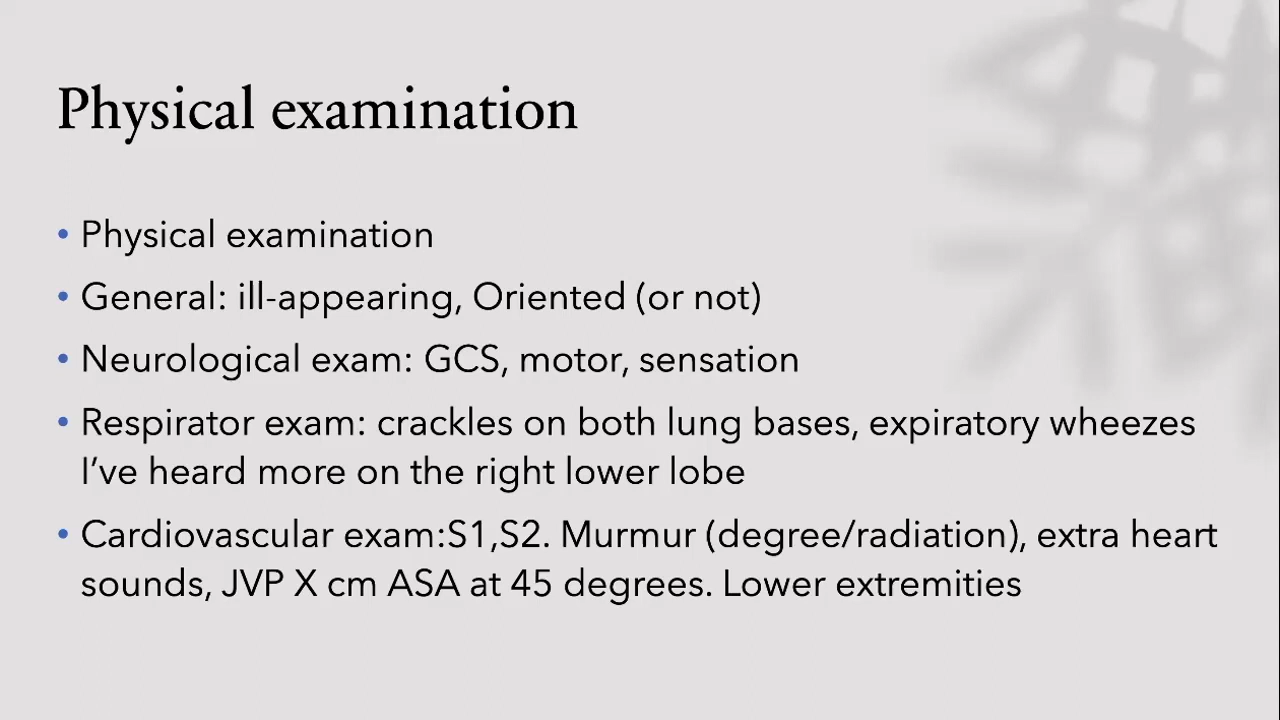 Physical examination
• Physical examination
• General: ill-appearing, Oriented (or not)
• Neurological exam: GCS, motor, sensation
• Respirator exam: crackles on both lung bases, expiratory wheezes
I’ve heard more on the right lower lobe
• Cardiovascular exam:S1,S2. Murmur (degree/radiation), extra heart
sounds, JVP X cm ASA at 45 degrees. Lower extremities